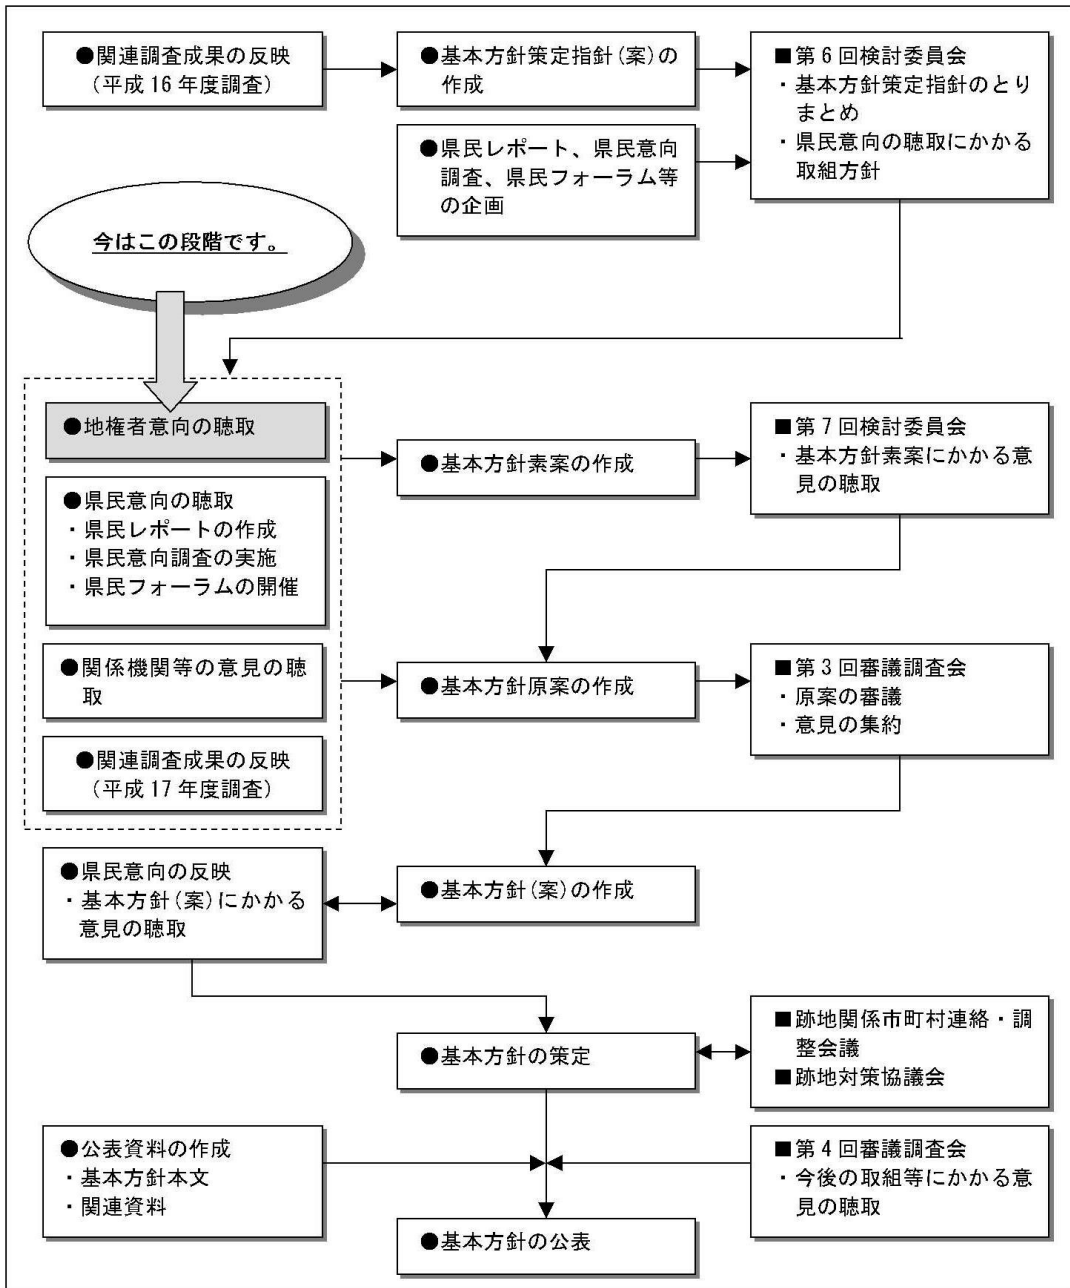 ●関連調査成果の反映
(平成16年度調査)
●基本方針策定指針(案)の
作成
■第6回検討委員会
・基本方針策定指針のとり
まとめ
・県民意向の聴取にかかる
取組方針
●県民レポート、県民意向
調査、県民フォーラム等
の企画
今はこの段階です。
●地権者意向の聴取
●県民意向の聴取
・県民レポートの作成
・県民意向調査の実施
・県民フォーラムの開催
●関係機関等の意見の聴
取
●関連調査成果の反映
(平成17年度調査)
●基本方針素案の作成
■第7回検討委員会
・基本方針素案にかかる意
見の聴取
●基本方針原案の作成
■第3回審議調査会
・原案の審議
・意見の集約
●県民意向の反映
・基本方針(案)にかかる
意見の聴取
●基本方針(案)の作成
●基本方針の策定
■跡地関係市町村連絡・調
整会議
■跡地対策協議会
●公表資料の作成
・基本方針本文
・関連資料
■第4回審議調査会
・今後の取組等にかかる意
見の聴取
●基本方針の公表